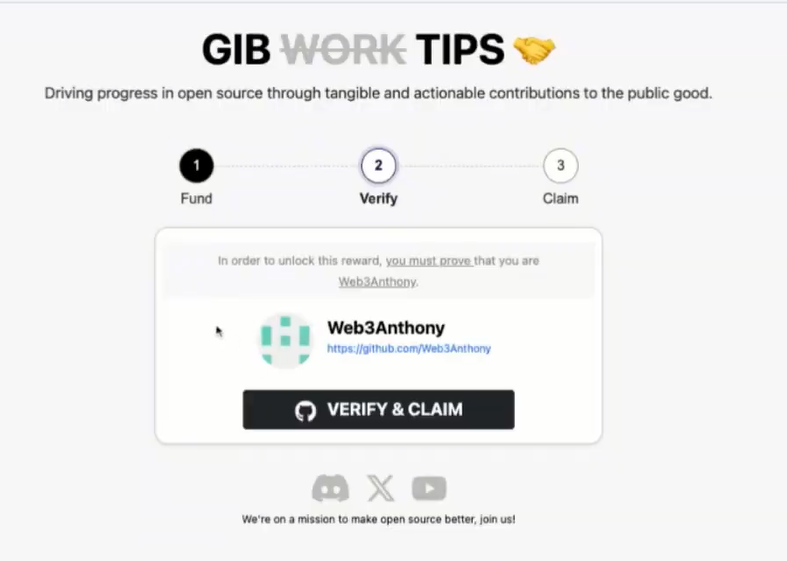 GIB WORK TIPS
Driving progress in open source through tangible and actionable contributions to the public good.
1 2 3
Fund Verify Claim
In order to unlock this reward, you must prove that you are
Web3Anthony.
Web3Anthony
https://github.com/Web3Anthony
VERIFY & CLAIM
We're on a mission to make open source better, join us!